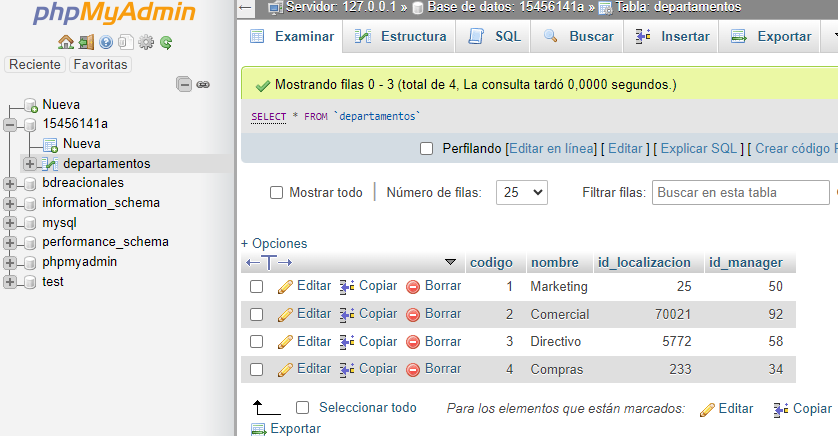 phpMyAdmin
Reciente Favoritas
Nueva
15456141a
Nueva
departamentos
bdreacionales
information_schema
mysql
performance_schema
phpmyadmin
test
Servidor: 127.0.0.1 » Base de datos: 15456141a » Tabla: departamentos
Examinar Estructura SQL Buscar Insertar Exportar
Mostrando filas 0 - 3 (total de 4, La consulta tardó 0,0000 segundos.)
SELECT * FROM `departamentos`
Perfilando [Editar en línea] [ Editar ] [ Explicar SQL ] [ Crear código
Mostrar todo Número de filas: 25 Filtrar filas: Buscar en esta tabla
+ Opciones
codigo nombre id_localizacion id_manager
Editar Copiar Borrar 1 Marketing 25 50
Editar Copiar Borrar 2 Comercial 70021 92
Editar Copiar Borrar 3 Directivo 5772 58
Editar Copiar Borrar 4 Compras 233 34
Seleccionar todo Para los elementos que están marcados: Editar Copiar
Exportar